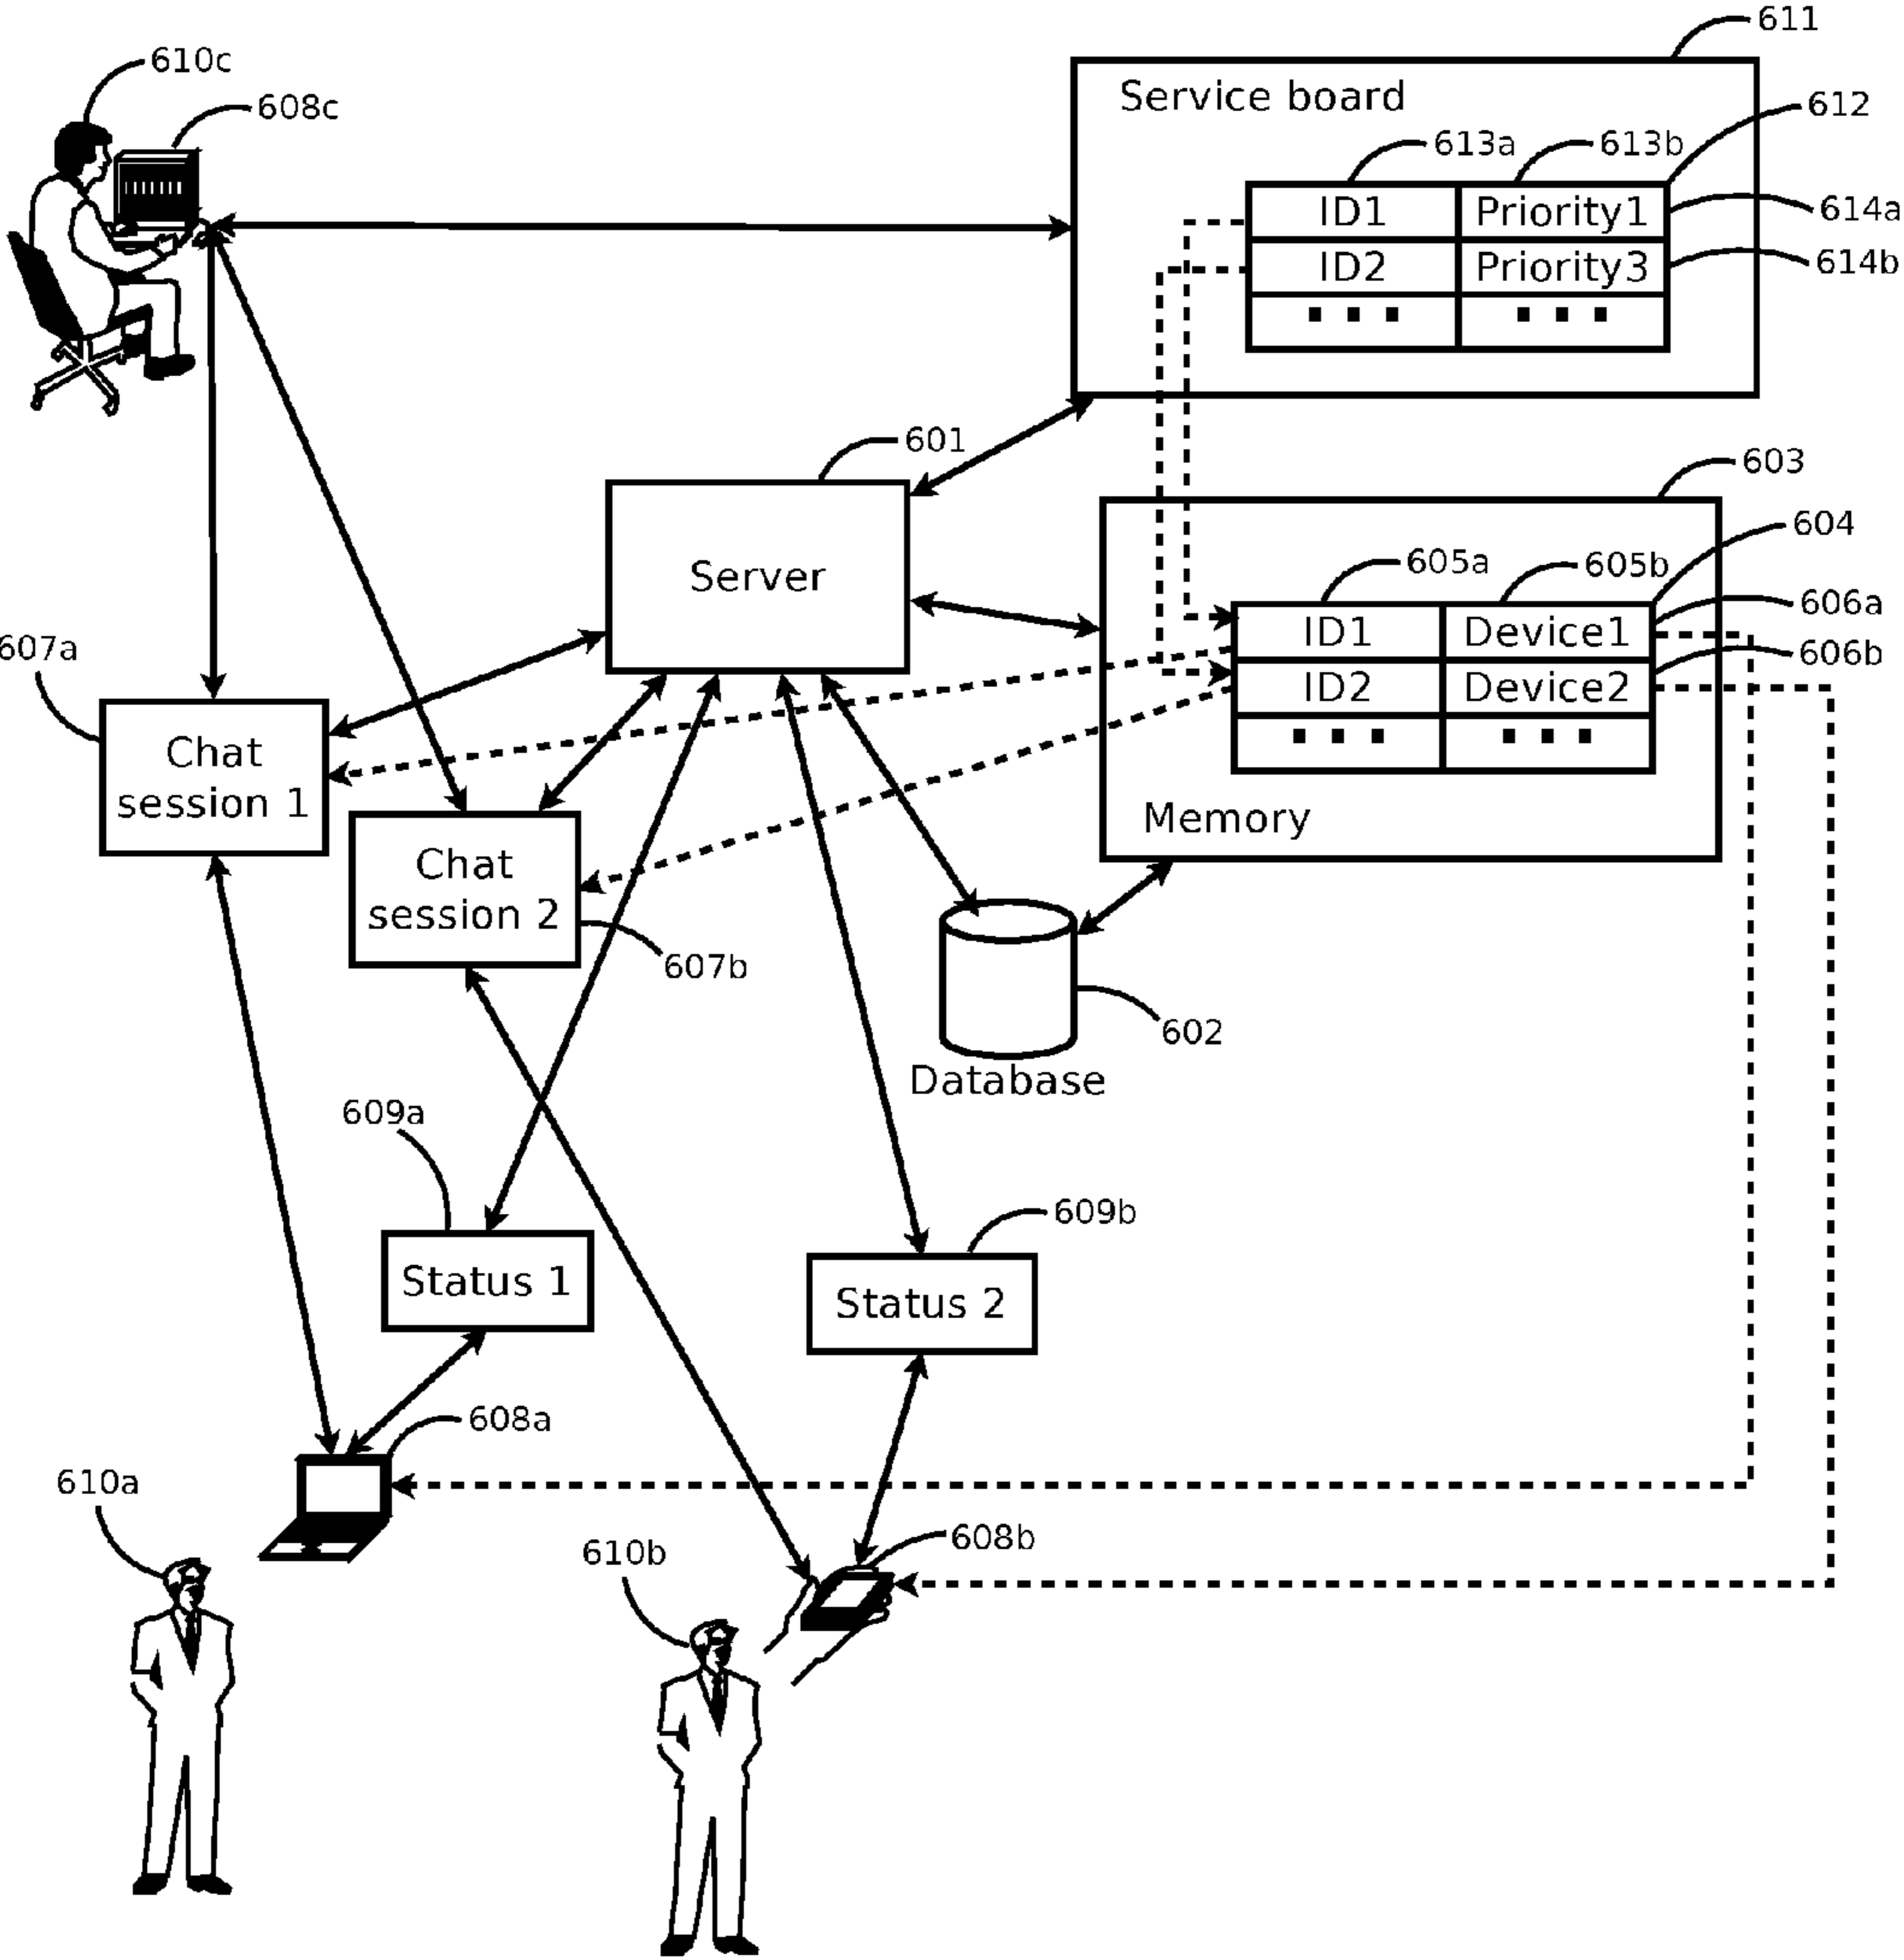 611
610c
Service board
608c
612
613a
613b
ID1
Priority1
614a
ID2
Priority3
614b
601
603
604
Server
605a
605b
606a
ID1
Device1
607a
606b
ID2
Device2
Chat
session 1
Memory
Chat
session 2
607b
602
Database
609a
609b
Status 1
Status 2
608a
610a
608b
610b